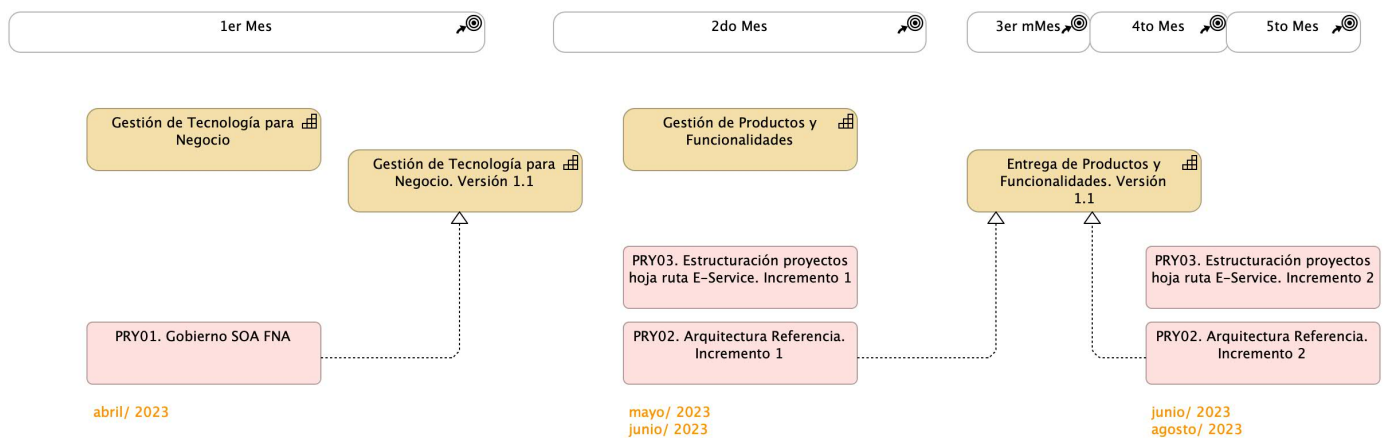 1er Mes
2do Mes
3er mMes
4to Mes
5to Mes
Gestión de Tecnología para
Negocio
Gestión de Tecnología para
Negocio. Versión 1.1
Gestión de Productos y
Funcionalidades
Entrega de Productos y
Funcionalidades. Versión
1.1
PRY03. Estructuración proyectos
hoja ruta E-Service. Incremento 1
PRY03. Estructuración proyectos
hoja ruta E-Service. Incremento 2
PRY01. Gobierno SOA FNA
PRY02. Arquitectura Referencia.
Incremento 1
PRY02. Arquitectura Referencia.
Incremento 2
abril/ 2023
mayo/ 2023
junio/ 2023
junio/ 2023
agosto/ 2023